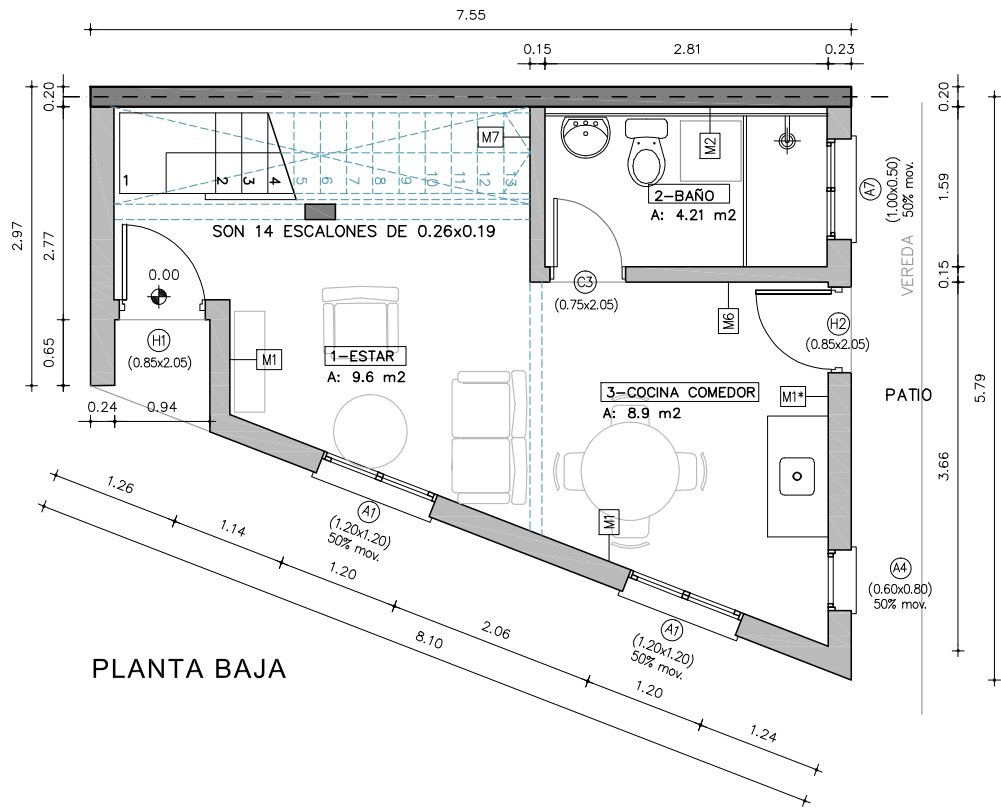 7.55
0.15
2.81
0.23
0.20
2.97
2.77
0.65
0.20
1.59
0.15
3.66
5.79
M7
M2
1
2
3
4
5
6
7
8
9
10
11
12
13
2-BAÑO
A: 4.21 m2
A7
(1.00x0.50)
50% mov.
VEREDA
SON 14 ESCALONES DE 0.26x0.19
0.00
C3
(0.75x2.05)
M6
H2
(0.85x2.05)
H1
(0.85x2.05)
M1
1-ESTAR
A: 9.6 m2
3-COCINA COMEDOR
A: 8.9 m2
M1*
PATIO
0.24
0.94
A1
(1.20x1.20)
50% mov.
M1
A4
(0.60x0.80)
50% mov.
A1
(1.20x1.20)
50% mov.
1.26
1.14
1.20
2.06
1.20
1.24
8.10
PLANTA BAJA